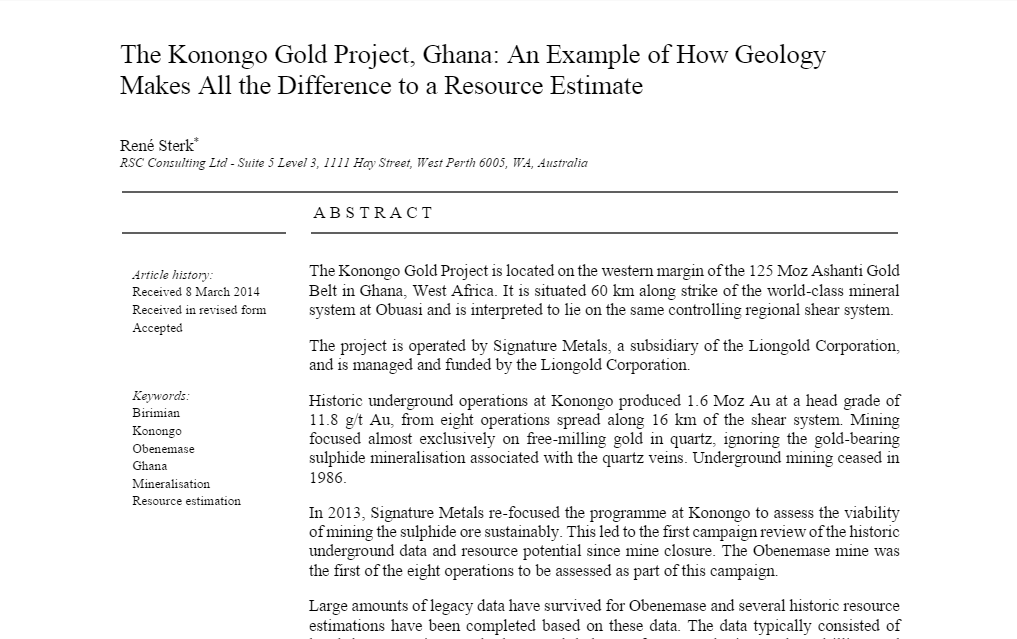 The Konongo Gold Project, Ghana: An Example of How Geology
Makes All the Difference to a Resource Estimate
René Sterk*
RSC Consulting Ltd - Suite 5 Level 3, 1111 Hay Street, West Perth 6005, WA, Australia
ABSTRACT
Article history:
Received 8 March 2014
Received in revised form
Accepted
Keywords:
Birimian
Konongo
Obenemase
Ghana
Mineralisation
Resource estimation
The Konongo Gold Project is located on the western margin of the 125 Moz Ashanti Gold
Belt in Ghana, West Africa. It is situated 60 km along strike of the world-class mineral
system at Obuasi and is interpreted to lie on the same controlling regional shear system.
The project is operated by Signature Metals, a subsidiary of the Liongold Corporation,
and is managed and funded by the Liongold Corporation.
Historic underground operations at Konongo produced 1.6 Moz Au at a head grade of
11.8 g/t Au, from eight operations spread along 16 km of the shear system. Mining
focused almost exclusively on free-milling gold in quartz, ignoring the gold-bearing
sulphide mineralisation associated with the quartz veins. Underground mining ceased in
1986.
In 2013, Signature Metals re-focused the programme at Konongo to assess the viability
of mining the sulphide ore sustainably. This led to the first campaign review of the historic
underground data and resource potential since mine closure. The Obenemase mine was
the first of the eight operations to be assessed as part of this campaign.
Large amounts of legacy data have survived for Obenemase and several historic resource
estimations have been completed based on these data. The data typically consisted of